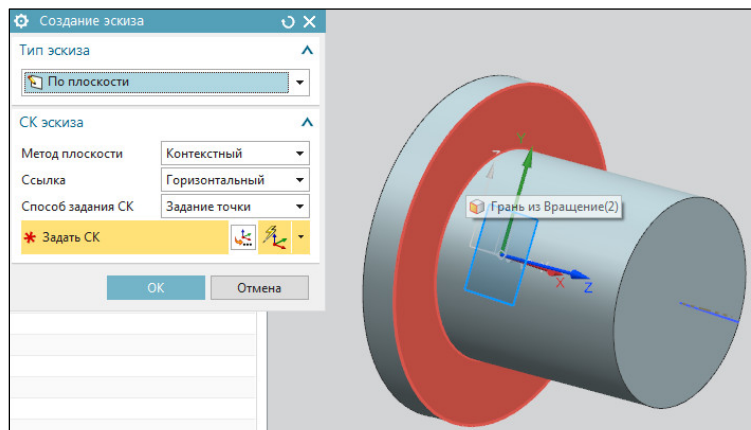 Создание эскиза
Тип эскиза
По плоскости
СК эскиза
Метод плоскости Контекстный
Ссылка Горизонтальный
Способ задания СК Задание точки
* Задать СК
ОК Отмена
Y
Грань из Вращение(2)
X Z